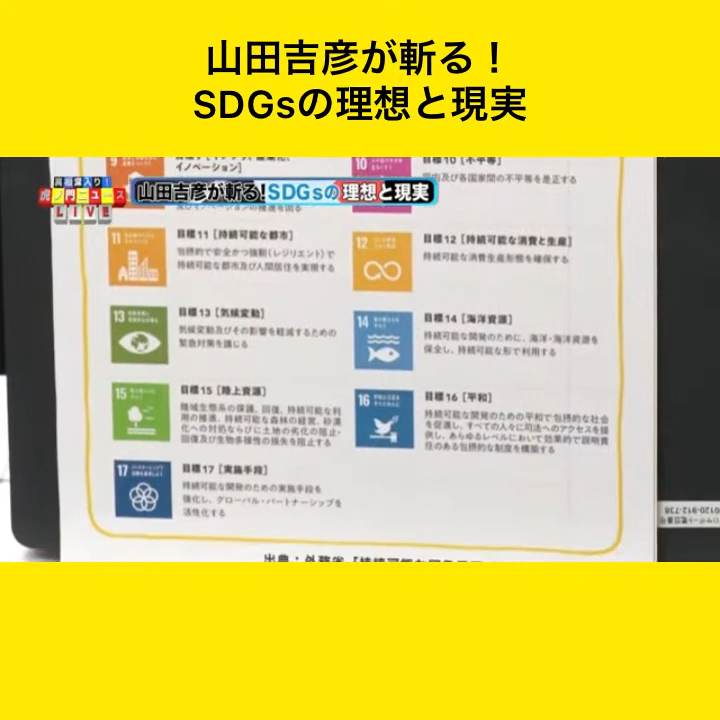 山田吉彦が斬る！
SDGsの理想と現実
真相深入り！
虎ノ門ニュース
LIVE
山田吉彦が斬る!SDGsの理想と現実
9
イノベーション]
10
目標10［不平等］
国内及び各国家間の不平等を是正する
11
目標11［持続可能な都市］
包括的で安全かつ強靭(レジリエント)で
持続可能な都市及び人間居住を実現する
12
目標12［持続可能な消費と生産］
持続可能な消費生産形態を確保する
13
目標13［気候変動］
気候変動及びその影響を軽減するための
緊急対策を講じる
14
目標14［海洋資源］
持続可能な開発のために、海洋・海洋資源を
保全し、持続可能な形で利用する
15
目標15［陸上資源］
陸域生態系の保護、回復、持続可能な利
用の推進、持続可能な森林の経営、砂漠
化への対処ならびに土地の劣化の阻止・
回復及び生物多様性の損失を阻止する
16
目標16［平和］
持続可能な開発のための平和で包摂的な社会
を促進し、すべての人々に司法へのアクセスを提
供し、あらゆるレベルにおいて効果的で説明責任
のある包摂的な制度を構築する
17
目標17［実施手段］
持続可能な開発のための実施手段を
強化し、グローバル・パートナーシップを
活性化する
0120-912-738